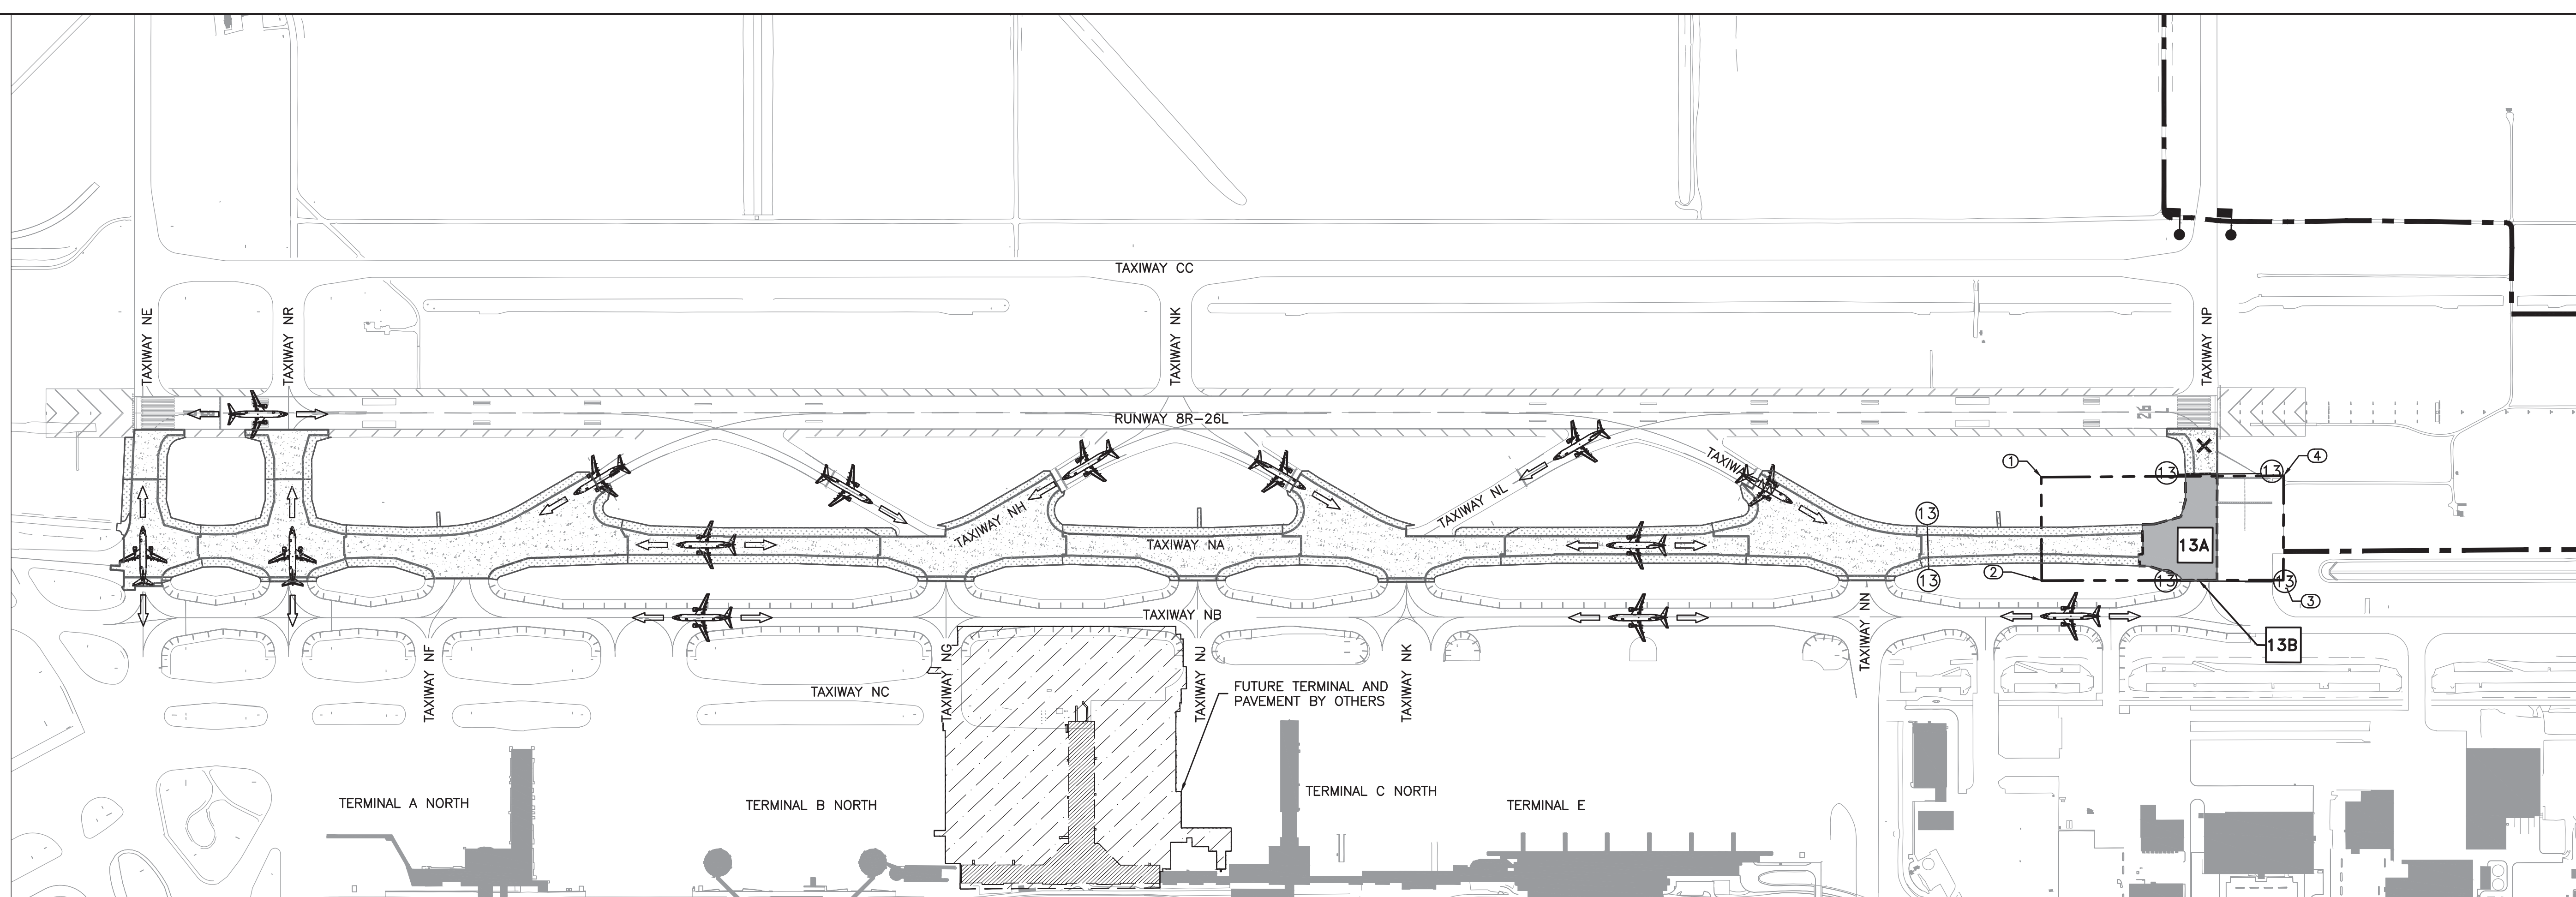 TAXIWAY CC
TAXIWAY NE
TAXIWAY NR
TAXIWAY NK
TAXIWAY NP
RUNWAY 8R-26L
26
1
13
13
4
TAXIWAY NH
TAXIWAY NL
TAXIWAY
13
TAXIWAY NA
13A
2
13
13
13
3
TAXIWAY NB
13B
TAXIWAY NF
TAXIWAY NG
TAXIWAY NJ
TAXIWAY NK
TAXIWAY NN
TAXIWAY NC
FUTURE TERMINAL AND
PAVEMENT BY OTHERS
TERMINAL A NORTH
TERMINAL B NORTH
TERMINAL C NORTH
TERMINAL E